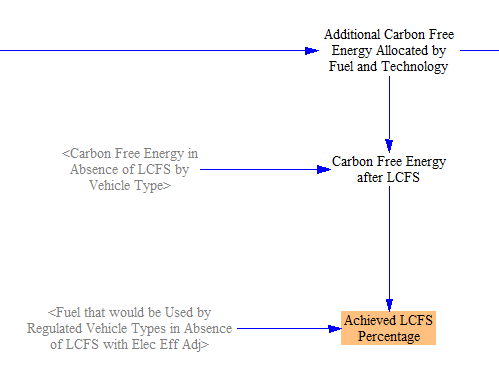 Additional Carbon Free
Energy Allocated by
Fuel and Technology
<Carbon Free Energy in
Absence of LCFS by
Vehicle Type>
Carbon Free Energy
after LCFS
<Fuel that would be Used by
Regulated Vehicle Types in Absence
of LCFS with Elec Eff Adj>
Achieved LCFS
Percentage